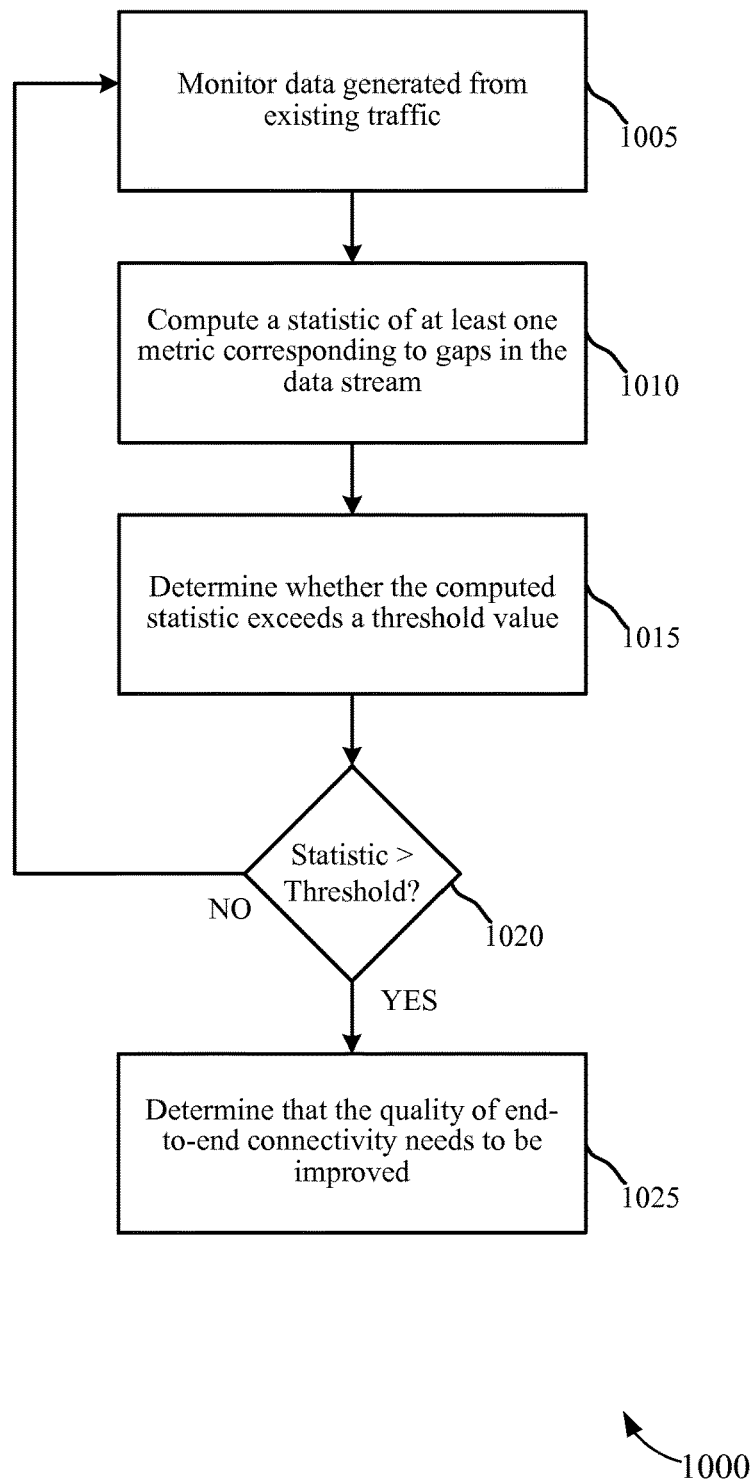 Monitor data generated from
existing traffic
1005
Compute a statistic of at least one
metric corresponding to gaps in the
data stream
1010
Determine whether the computed
statistic exceeds a threshold value
1015
Statistic >
Threshold?
NO
1020
YES
Determine that the quality of end-
to-end connectivity needs to be
improved
1025
1000